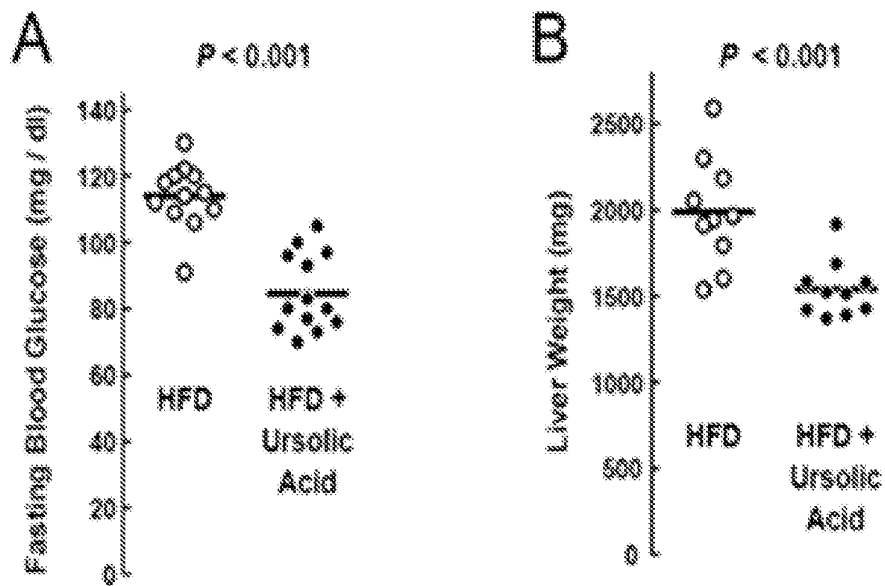 A
P < 0.001
Fasting Blood Glucose (mg / dl)
140
120
100
80
60
40
20
0
HFD
HFD +
Ursolic
Acid
B
P < 0.001
Liver Weight (mg)
2500
2000
1500
1000
500
0
HFD
HFD +
Ursolic
Acid